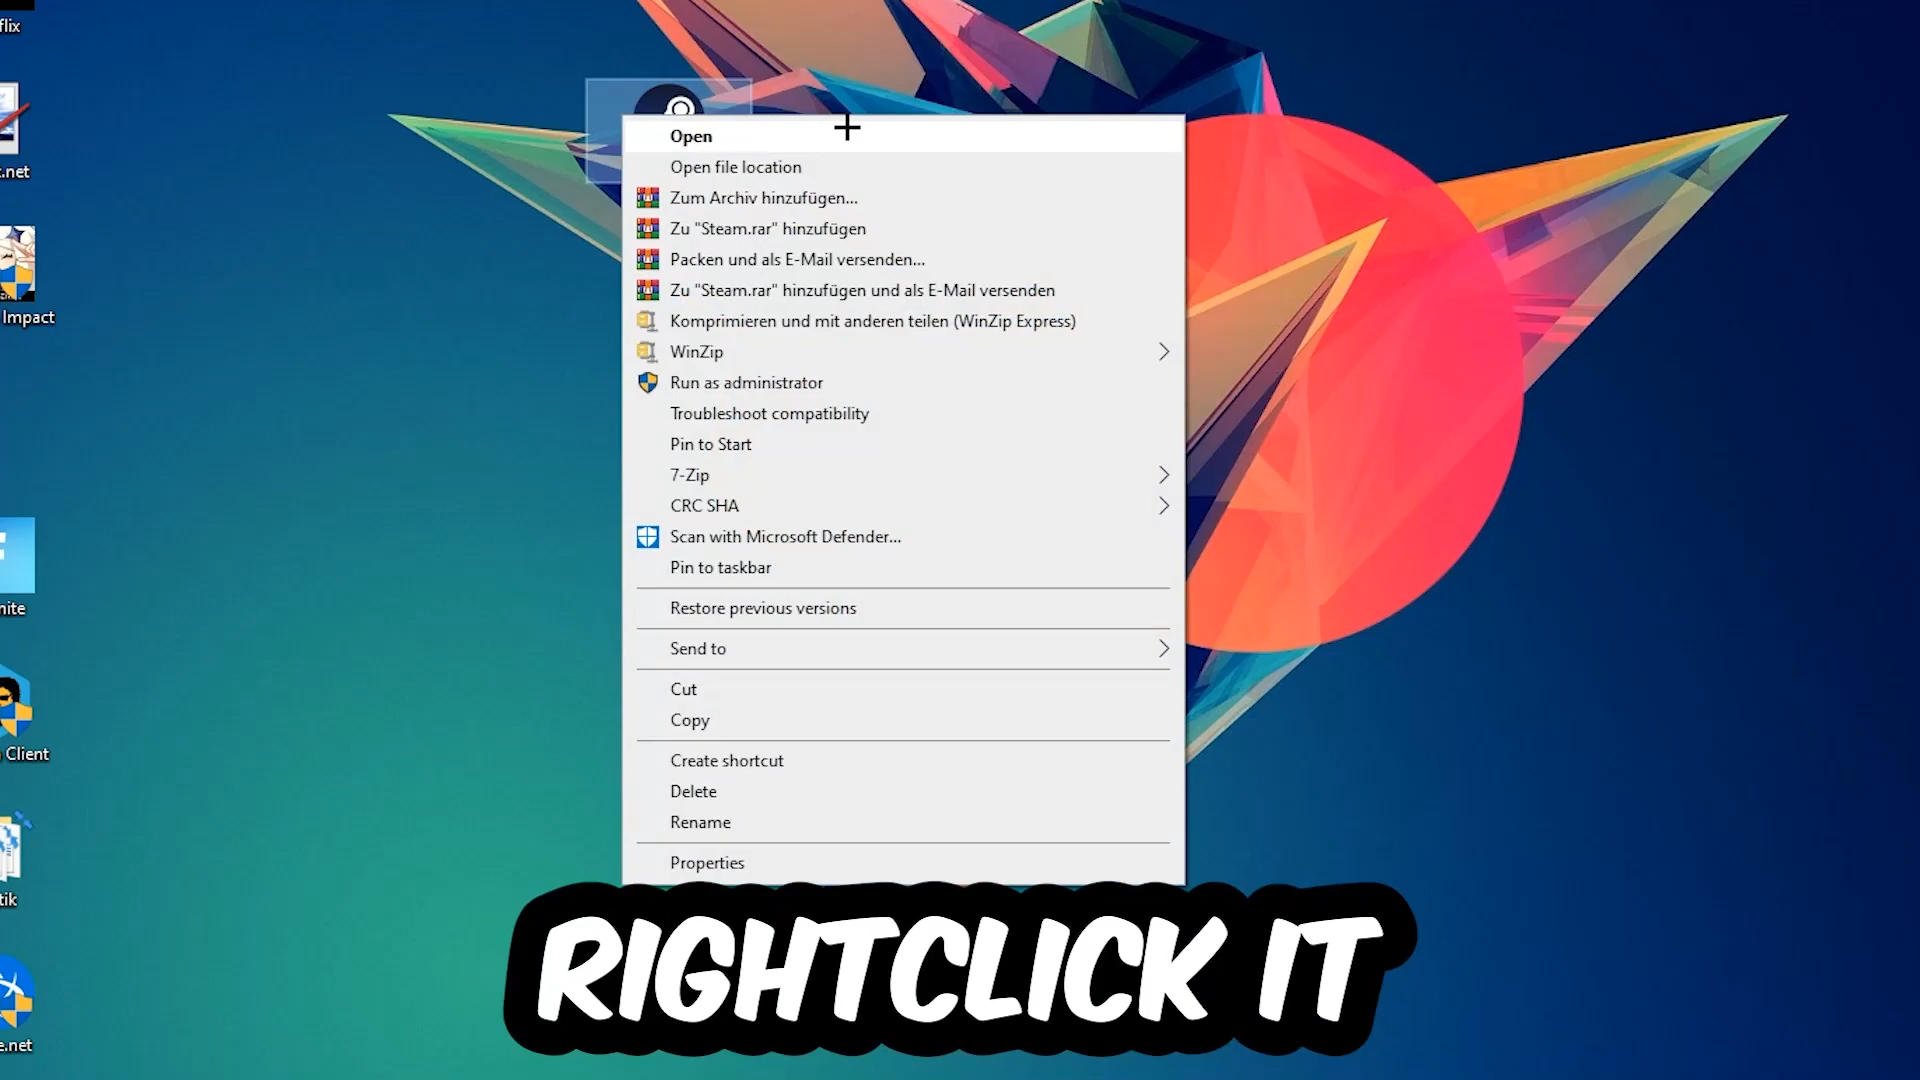 flix
.net
Impact
nite
Client
tik
e.net
Open
Open file location
Zum Archiv hinzufügen...
Zu "Steam.rar" hinzufügen
Packen und als E-Mail versenden...
Zu "Steam.rar" hinzufügen und als E-Mail versenden
Komprimieren und mit anderen teilen (WinZip Express)
WinZip
Run as administrator
Troubleshoot compatibility
Pin to Start
7-Zip
CRC SHA
Scan with Microsoft Defender...
Pin to taskbar
Restore previous versions
Send to
Cut
Copy
Create shortcut
Delete
Rename
Properties
RIGHTCLICK IT